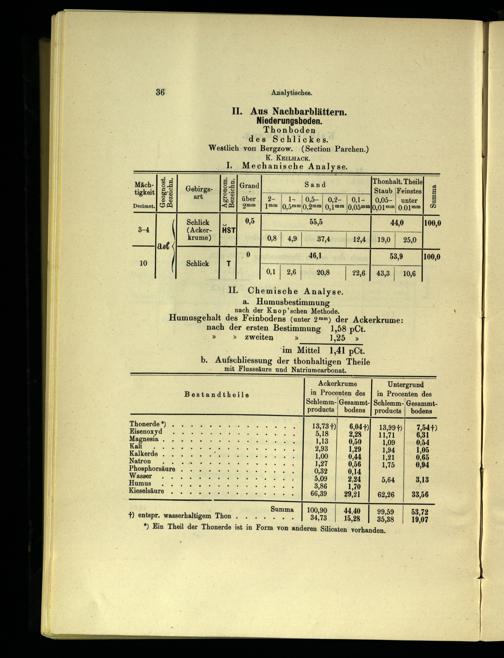 36
Analytisches.
II. Aus Nachbarblättern.
Niederungsboden.
Thonboden
des Schlickes.
Westlich von Bergzow. (Section Parchen.)
K. KEILHACK.
I. Mechanische Analyse.
Mächtigkeit Decimet. Geognost. Bezeichn. Gebirgsart Agronom. Bezeichn. Grand über 2mm Sand 2–1mm 1–0,5mm 0,5–0,2mm 0,2–0,1mm 0,1–0,05mm Thonhalt. Theile Staub 0,05–0,01mm Feinstes unter 0,01mm Summa
3–4 Schlick (Ackerkrume) HST 0,5 55,5 44,0 100,0
0,8 4,9 37,4 12,4 19,0 25,0
10 Schlick T 0 46,1 53,9 100,0
0,1 2,6 20,8 22,6 43,3 10,6
II. Chemische Analyse.
a. Humusbestimmung
nach der Knop'schen Methode.
Humusgehalt des Feinbodens (unter 2mm) der Ackerkrume:
nach der ersten Bestimmung 1,58 pCt.
» » zweiten » 1,25 »
im Mittel 1,41 pCt.
b. Aufschliessung der thonhaltigen Theile
mit Flusssäure und Natriumcarbonat.
Bestandtheile Ackerkrume in Procenten des Schlemmproducts Gesammtbodens Untergrund in Procenten des Schlemmproducts Gesammtbodens
Thonerde *) 13,73 †) 6,04 †) 13,99 †) 7,54 †)
Eisenoxyd 5,18 2,28 11,71 6,31
Magnesia 1,13 0,50 1,09 0,54
Kali 2,93 1,29 1,94 1,05
Kalkerde 1,00 0,44 1,21 0,65
Natron 1,27 0,56 1,75 0,94
Phosphorsäure 0,32 0,14
Wasser 5,09 2,24 5,64 3,13
Humus 3,86 1,70
Kieselsäure 66,39 29,21 62,26 33,56
Summa 100,90 44,40 99,59 53,72
†) entspr. wasserhaltigem Thon 34,73 15,28 35,38 19,07
*) Ein Theil der Thonerde ist in Form von anderen Silicaten vorhanden.